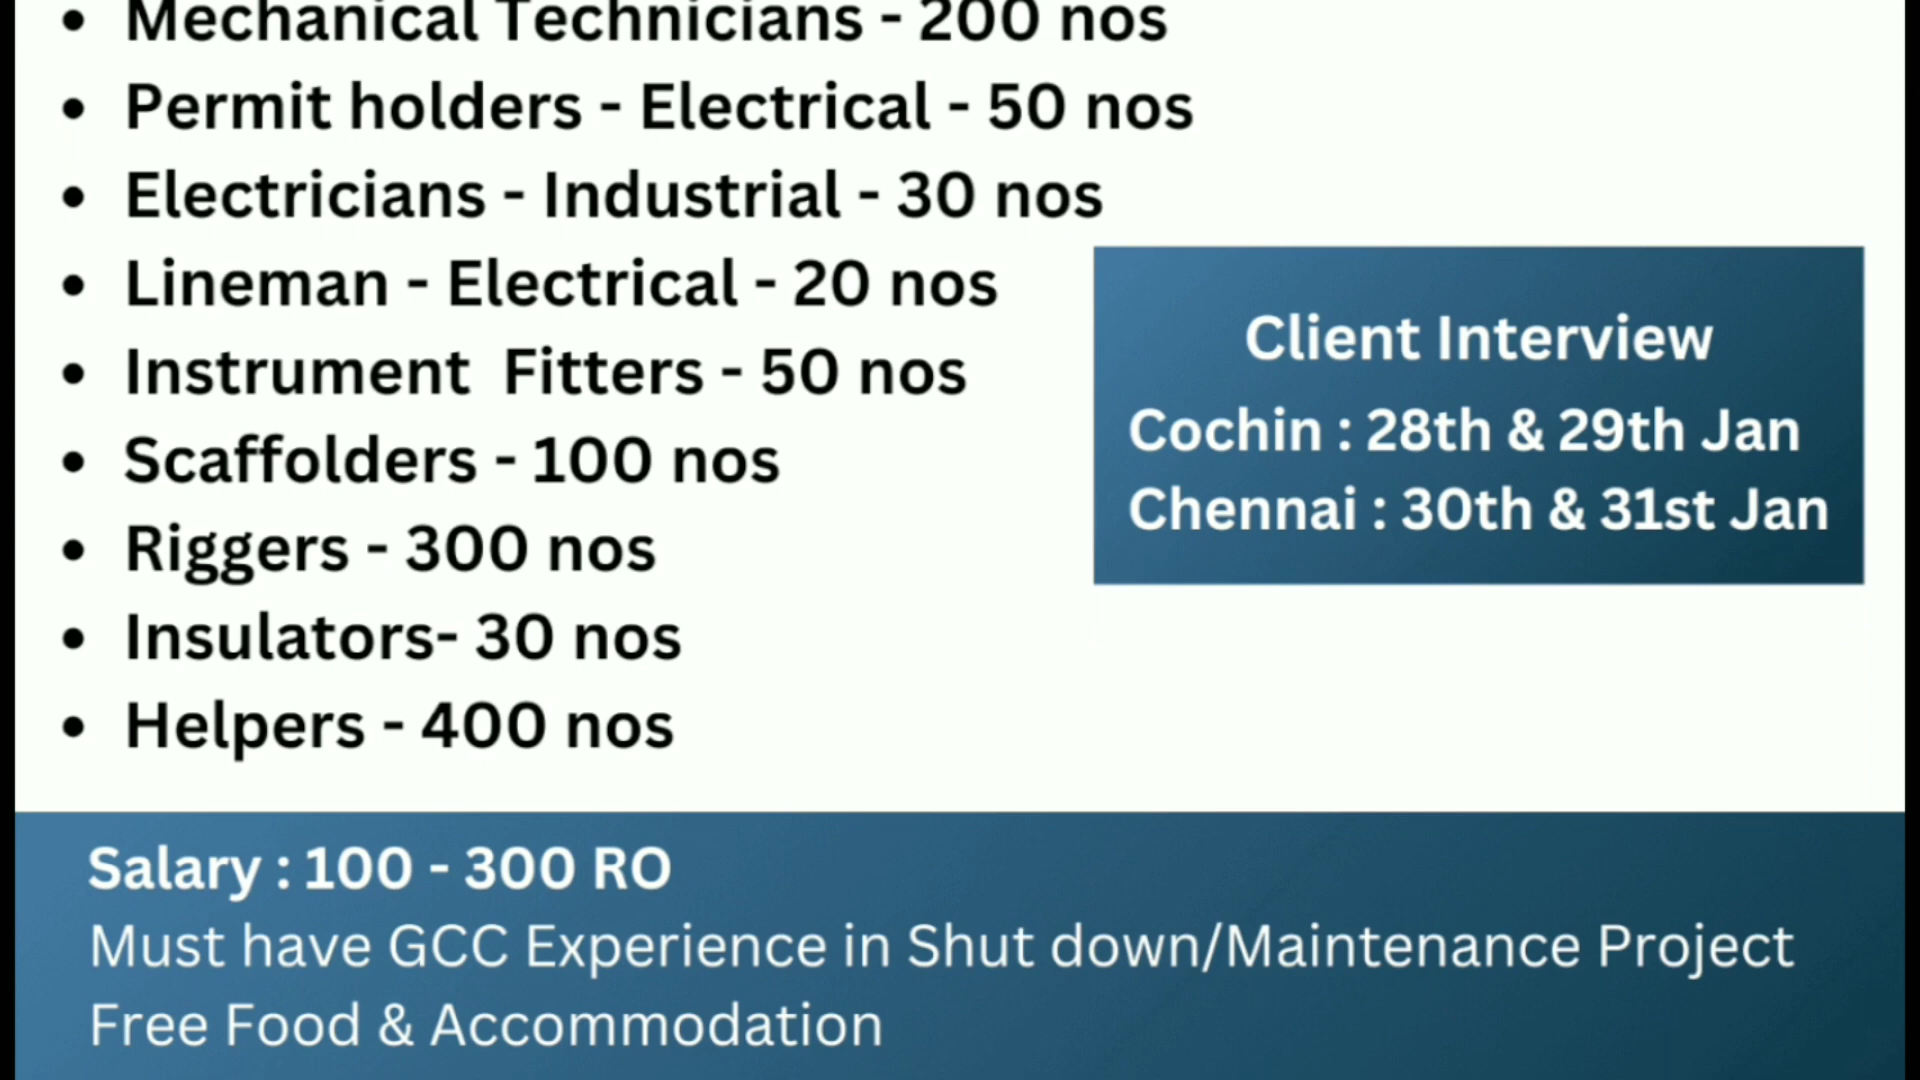 • Mechanical Technicians - 200 nos
• Permit holders - Electrical - 50 nos
• Electricians - Industrial - 30 nos
• Lineman - Electrical - 20 nos
• Instrument  Fitters - 50 nos
• Scaffolders - 100 nos
• Riggers - 300 nos
• Insulators- 30 nos
• Helpers - 400 nos
Client Interview
Cochin : 28th & 29th Jan
Chennai : 30th & 31st Jan
Salary : 100 - 300 RO
Must have GCC Experience in Shut down/Maintenance Project
Free Food & Accommodation